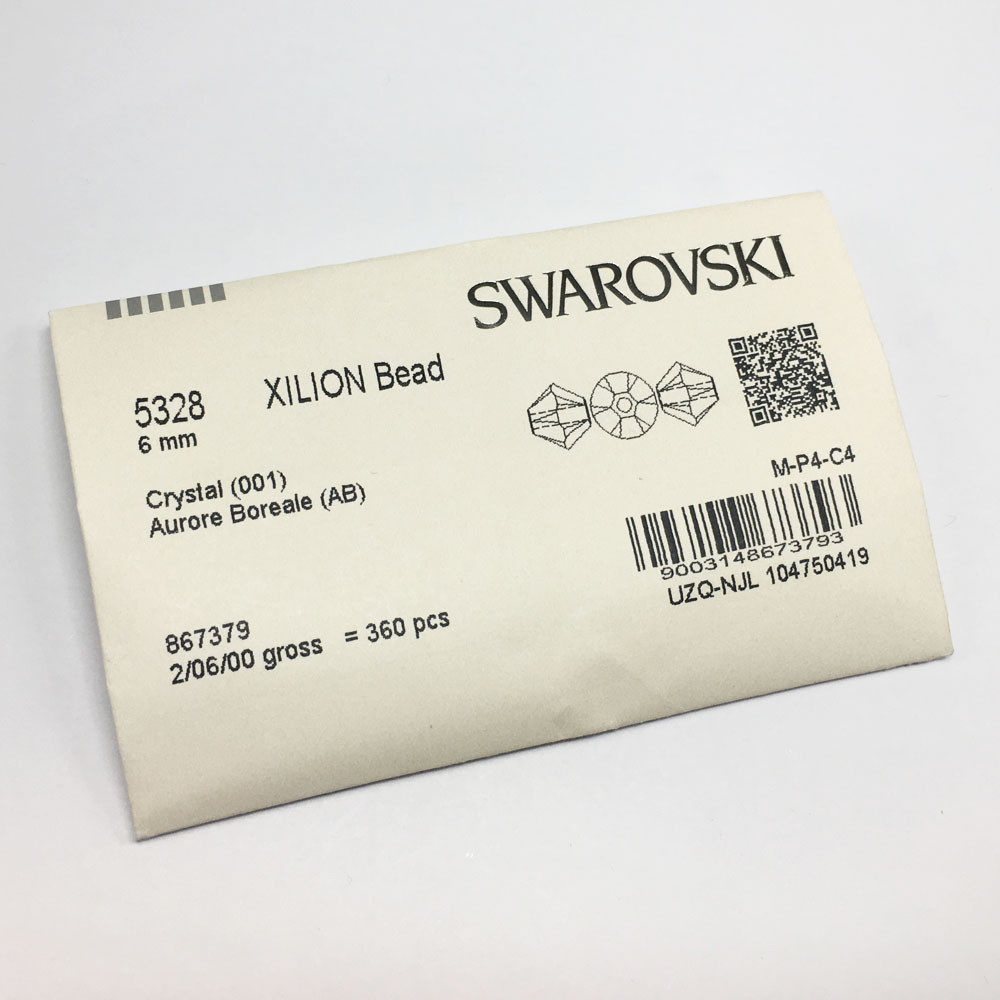 SWAROVSKI
5328 XILION Bead
6 mm
Crystal (001)
Aurore Boreale (AB)
M-P4-C4
9003148673793
UZQ-NJL 104750419
867379
2/06/00 gross = 360 pcs